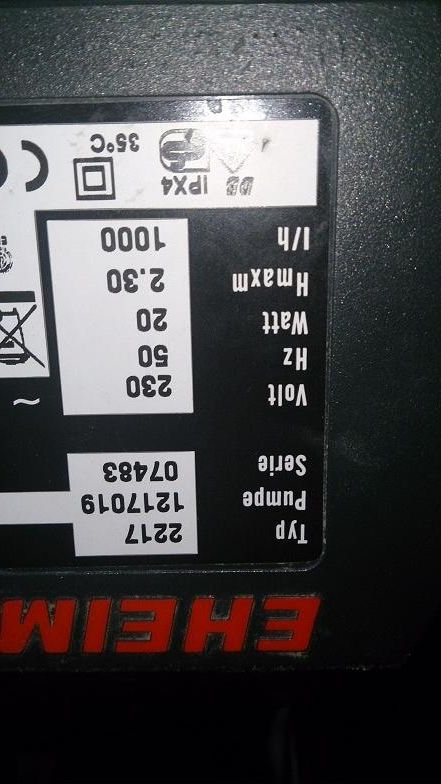 EHEIM
Typ 2217
Pumpe 1217019
Serie 07483
Volt 230 ~
Hz 50
Watt 20
Hmaxm 2.30
l/h 1000
IPX4 35°C